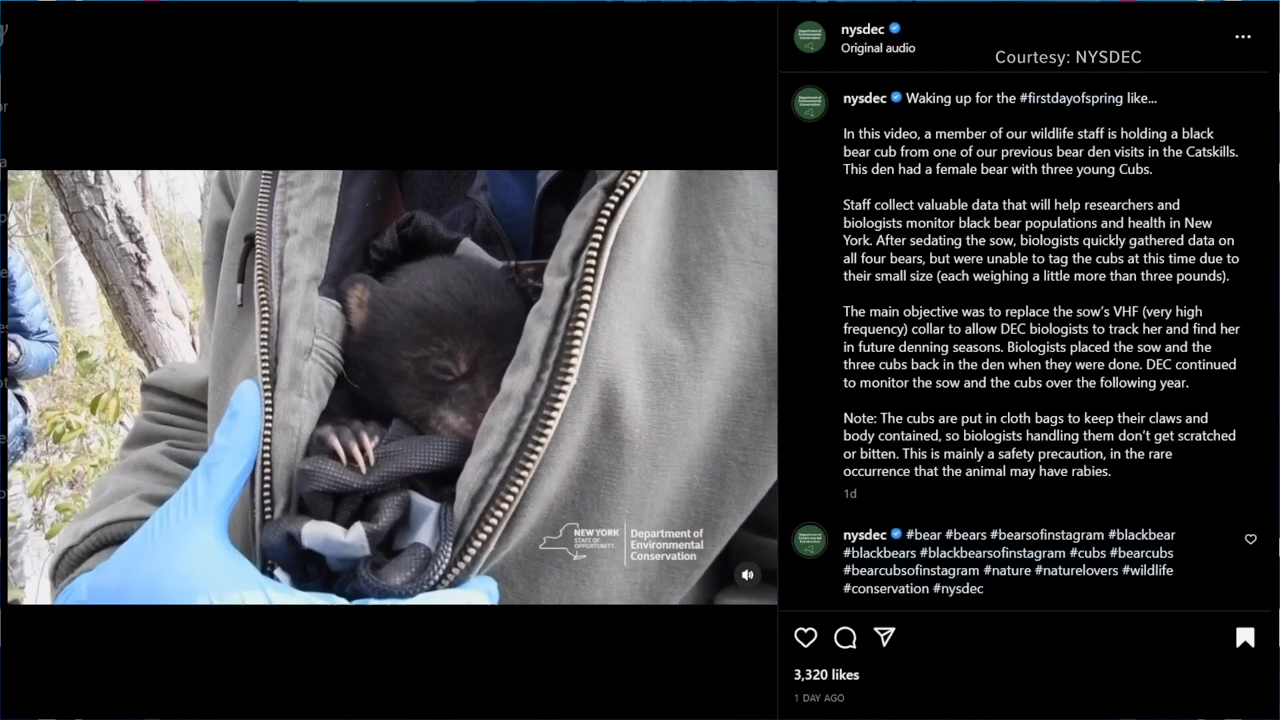 nysdec
Original audio
Courtesy: NYSDEC
nysdec Waking up for the #firstdayofspring like...
In this video, a member of our wildlife staff is holding a black
bear cub from one of our previous bear den visits in the Catskills.
This den had a female bear with three young Cubs.
Staff collect valuable data that will help researchers and
biologists monitor black bear populations and health in New
York. After sedating the sow, biologists quickly gathered data on
all four bears, but were unable to tag the cubs at this time due to
their small size (each weighing a little more than three pounds).
The main objective was to replace the sow's VHF (very high
frequency) collar to allow DEC biologists to track her and find her
in future denning seasons. Biologists placed the sow and the
three cubs back in the den when they were done. DEC continued
to monitor the sow and the cubs over the following year.
Note: The cubs are put in cloth bags to keep their claws and
body contained, so biologists handling them don't get scratched
or bitten. This is mainly a safety precaution, in the rare
occurrence that the animal may have rabies.
1d
nysdec #bear #bears #bearsofinstagram #blackbear
#blackbears #blackbearsofinstagram #cubs #bearcubs
#bearcubsofinstagram #nature #naturelovers #wildlife
#conservation #nysdec
3,320 likes
1 DAY AGO
NEW YORK
STATE OF
OPPORTUNITY.
Department of
Environmental
Conservation